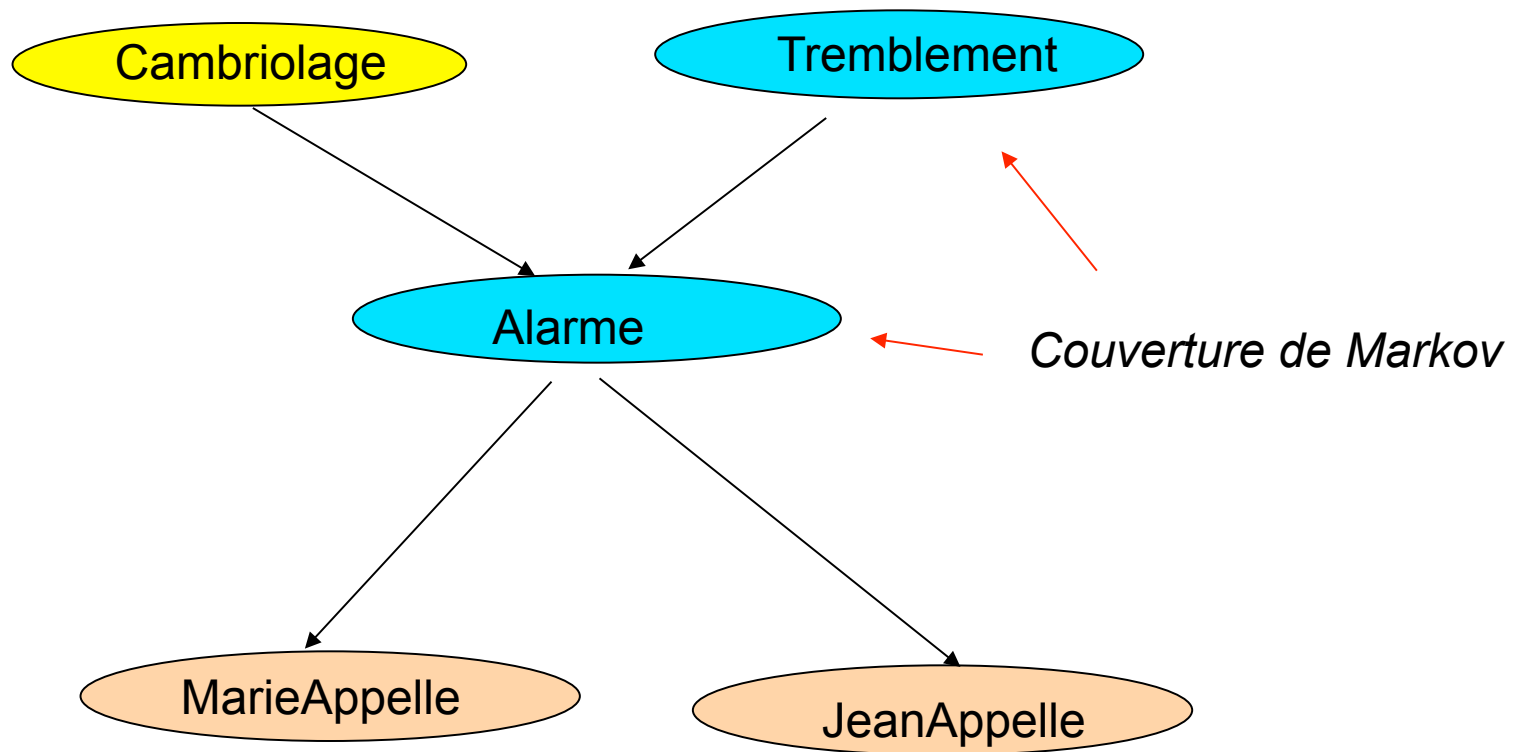 Cambriolage
Tremblement
Alarme
Couverture de Markov
MarieAppelle
JeanAppelle